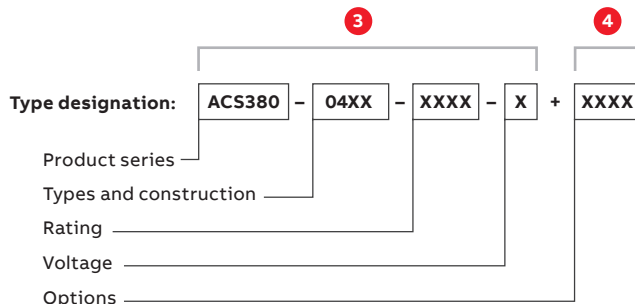 3 4
Type designation: ACS380 – 04XX – XXXX – X + XXXX
Product series
Types and construction
Rating
Voltage
Options